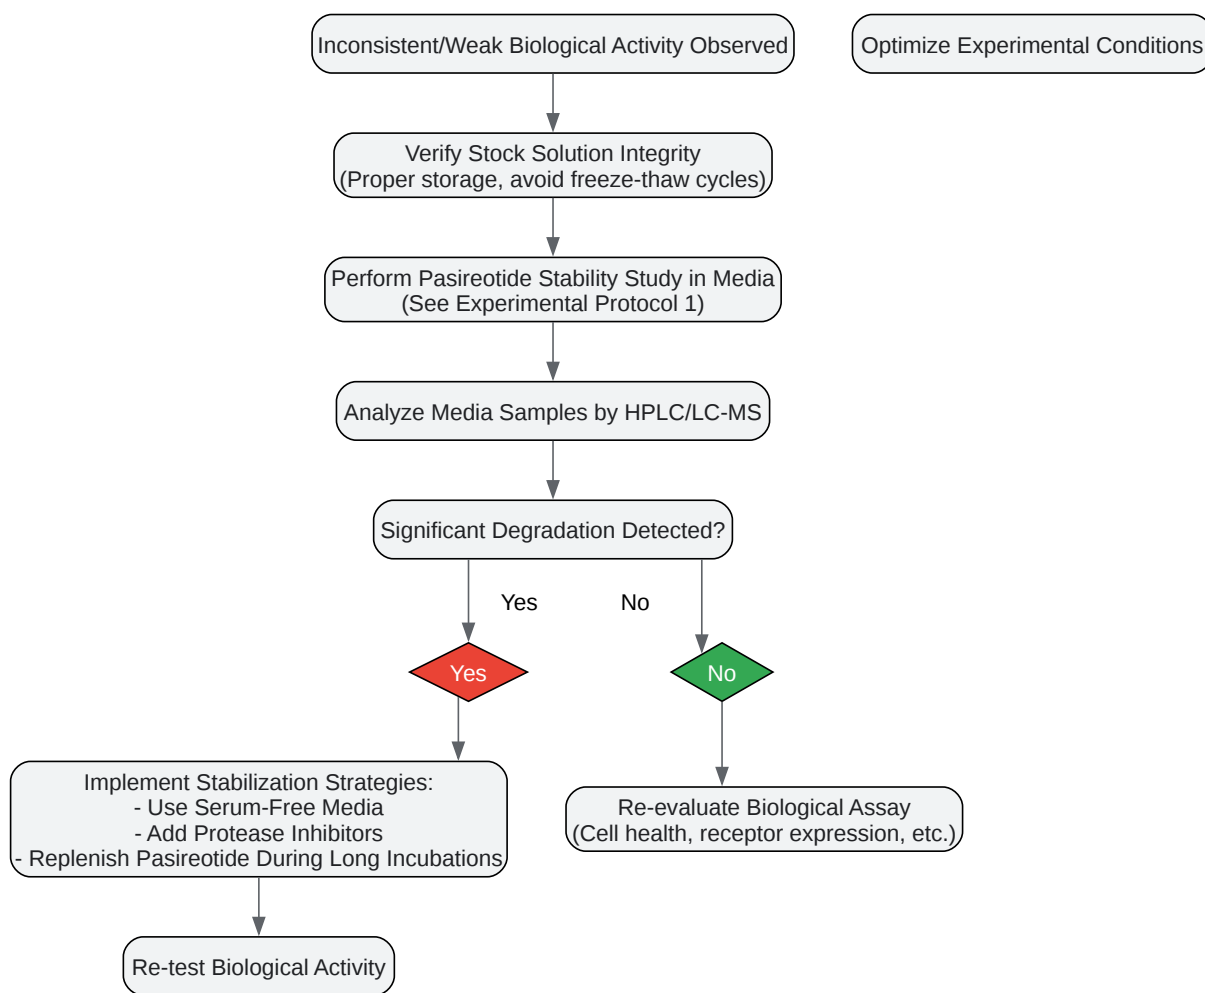 Inconsistent/Weak Biological Activity Observed
Optimize Experimental Conditions
Verify Stock Solution Integrity
(Proper storage, avoid freeze-thaw cycles)
Perform Pasireotide Stability Study in Media
(See Experimental Protocol 1)
Analyze Media Samples by HPLC/LC-MS
Significant Degradation Detected?
Yes
No
Yes
No
Implement Stabilization Strategies:
- Use Serum-Free Media
- Add Protease Inhibitors
- Replenish Pasireotide During Long Incubations
Re-evaluate Biological Assay
(Cell health, receptor expression, etc.)
Re-test Biological Activity